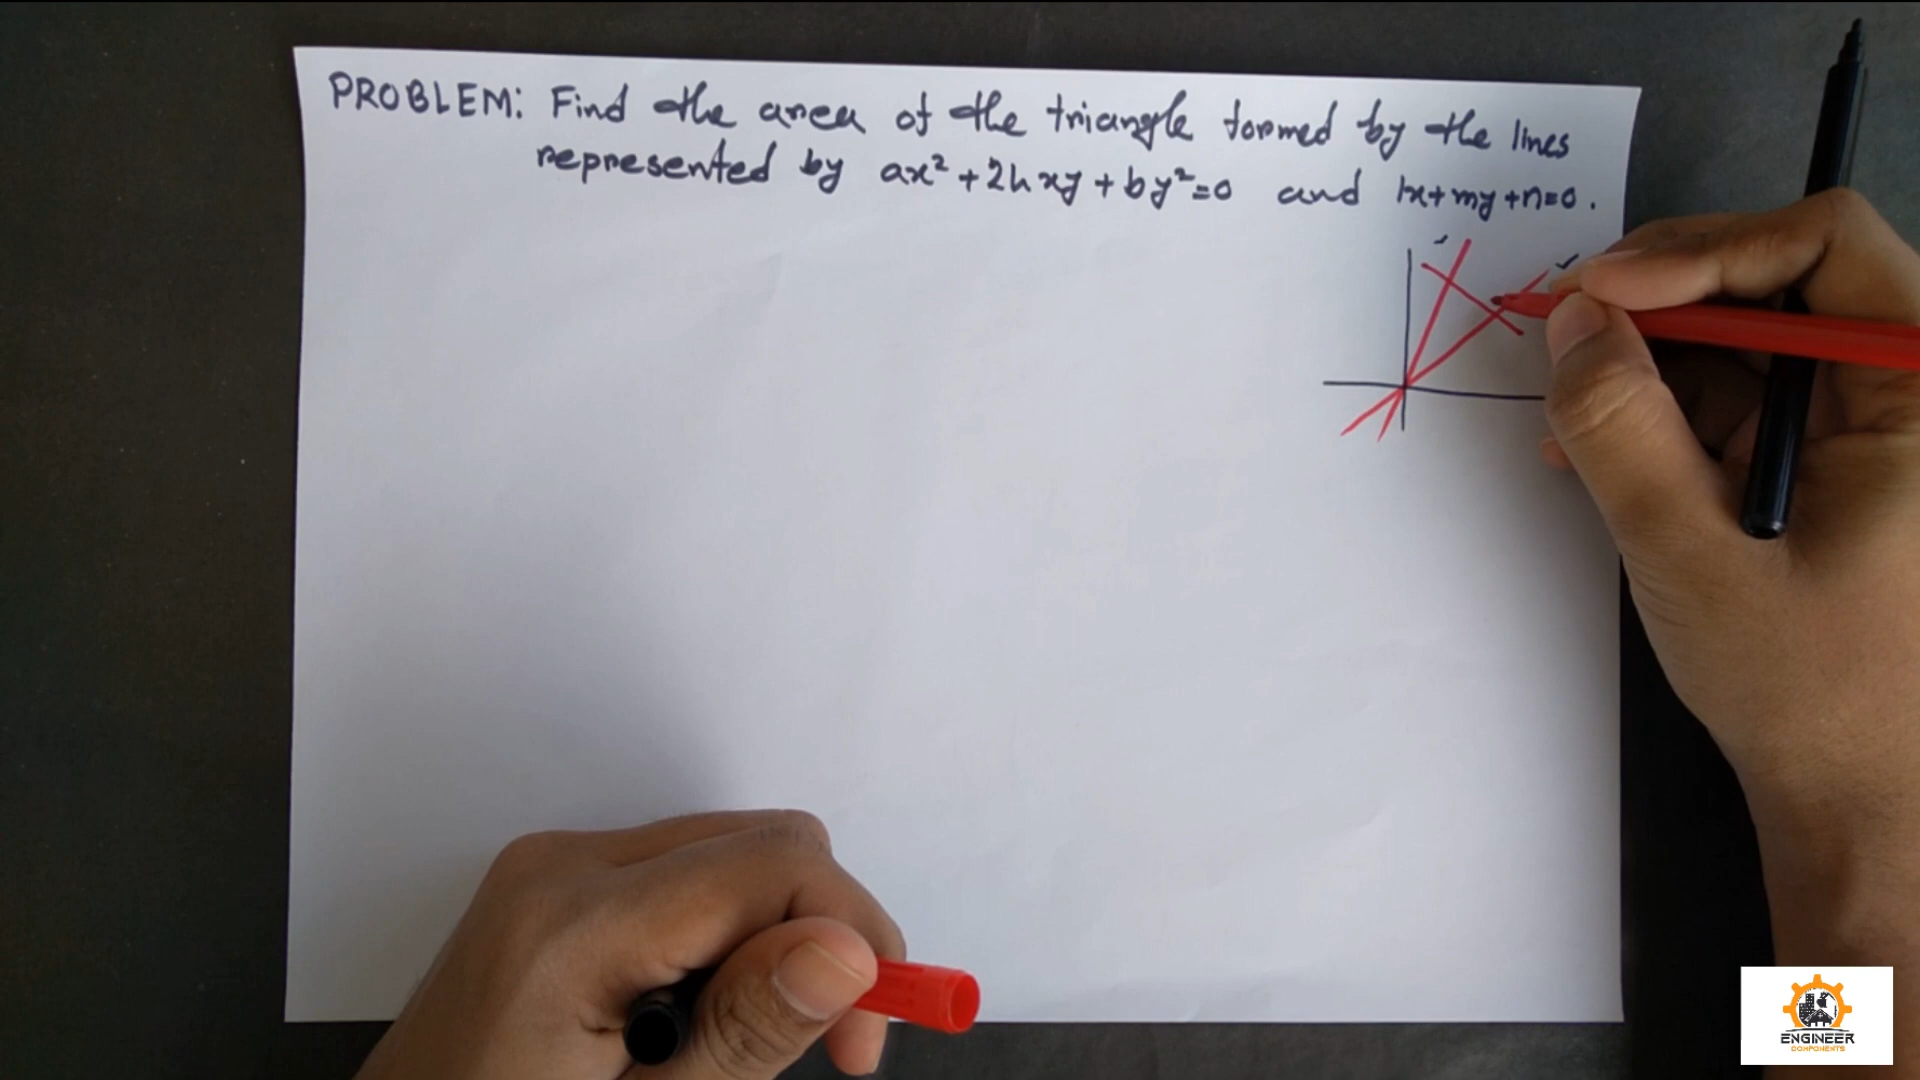 PROBLEM: Find the area of the triangle formed by the lines
represented by ax²+2hxy+by²=0 and lx+my+n=0.
ENGINEER
COMPONENTS